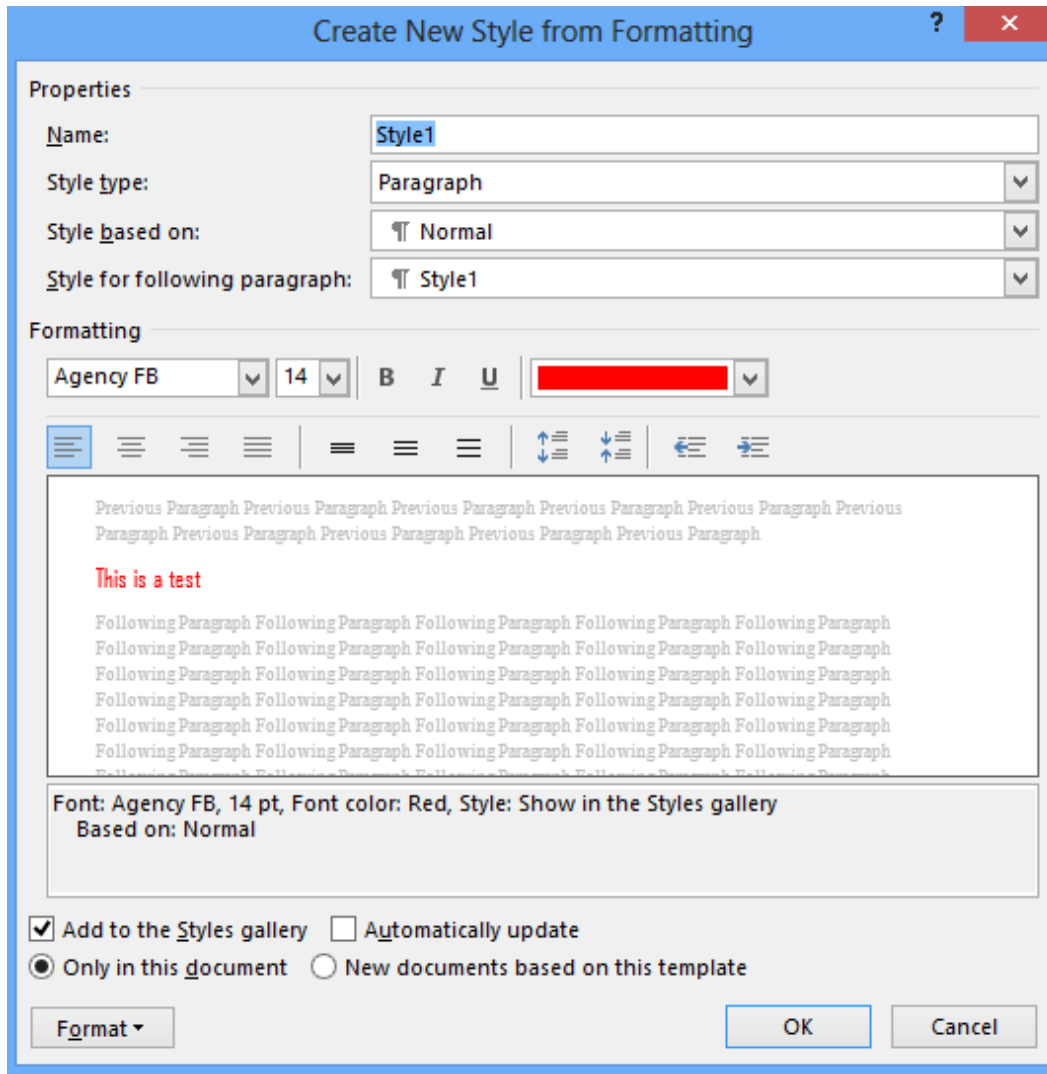 Create New Style from Formatting
?
Properties
Name: Style1
Style type: Paragraph
Style based on: ¶ Normal
Style for following paragraph: ¶ Style1
Formatting
Agency FB 14 B I U
Previous Paragraph Previous Paragraph Previous Paragraph Previous Paragraph Previous Paragraph Previous
Paragraph Previous Paragraph Previous Paragraph Previous Paragraph Previous Paragraph
This is a test
Following Paragraph Following Paragraph Following Paragraph Following Paragraph Following Paragraph
Following Paragraph Following Paragraph Following Paragraph Following Paragraph Following Paragraph
Following Paragraph Following Paragraph Following Paragraph Following Paragraph Following Paragraph
Following Paragraph Following Paragraph Following Paragraph Following Paragraph Following Paragraph
Following Paragraph Following Paragraph Following Paragraph Following Paragraph Following Paragraph
Following Paragraph Following Paragraph Following Paragraph Following Paragraph Following Paragraph
Font: Agency FB, 14 pt, Font color: Red, Style: Show in the Styles gallery
Based on: Normal
Add to the Styles gallery Automatically update
Only in this document New documents based on this template
Format OK Cancel